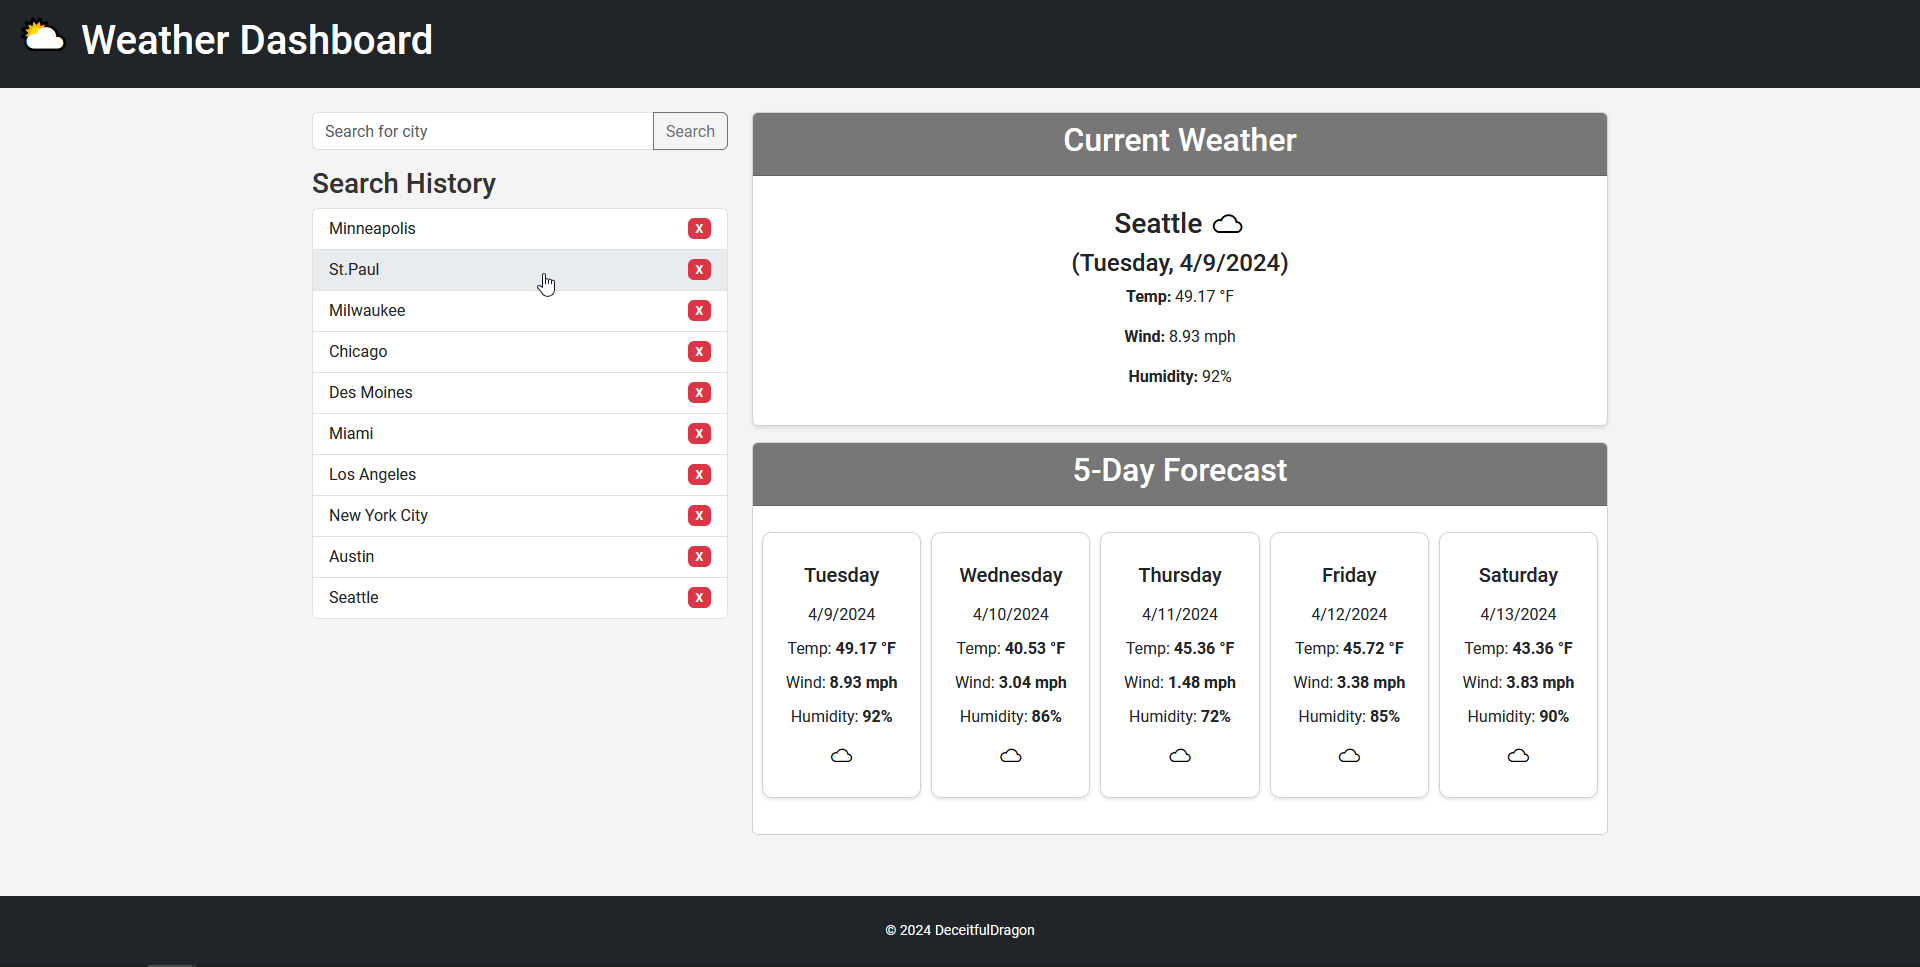 Weather Dashboard
Search for city
Search
Search History
Minneapolis X
St.Paul X
Milwaukee X
Chicago X
Des Moines X
Miami X
Los Angeles X
New York City X
Austin X
Seattle X
Current Weather
Seattle
(Tuesday, 4/9/2024)
Temp: 49.17 °F
Wind: 8.93 mph
Humidity: 92%
5-Day Forecast
Tuesday
4/9/2024
Temp: 49.17 °F
Wind: 8.93 mph
Humidity: 92%
Wednesday
4/10/2024
Temp: 40.53 °F
Wind: 3.04 mph
Humidity: 86%
Thursday
4/11/2024
Temp: 45.36 °F
Wind: 1.48 mph
Humidity: 72%
Friday
4/12/2024
Temp: 45.72 °F
Wind: 3.38 mph
Humidity: 85%
Saturday
4/13/2024
Temp: 43.36 °F
Wind: 3.83 mph
Humidity: 90%
© 2024 DeceitfulDragon